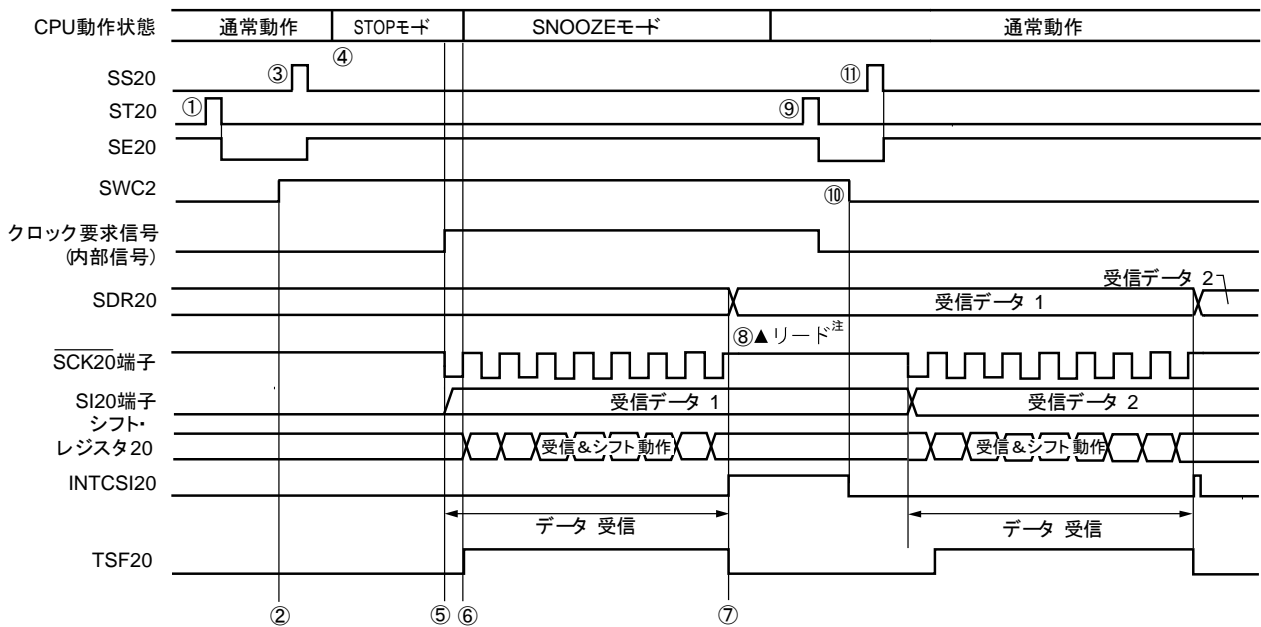 CPU動作状態 通常動作 STOPモード SNOOZEモード 通常動作
④
SS20 ③ ⑪
ST20 ① ⑨
SE20
SWC2 ⑩
クロック要求信号
(内部信号)
受信データ 2
SDR20 受信データ 1
⑧▲リード注
SCK20端子
SI20端子 受信データ 1 受信データ 2
シフト・
レジスタ20 受信&シフト動作 受信&シフト動作
INTCSI20
データ 受信 データ 受信
TSF20
② ⑤ ⑥ ⑦